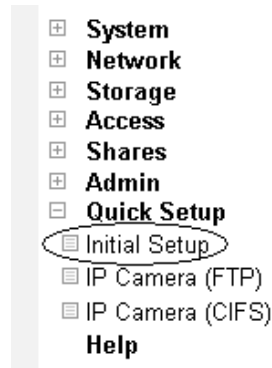 System
Network
Storage
Access
Shares
Admin
Quick Setup
Initial Setup
IP Camera (FTP)
IP Camera (CIFS)
Help